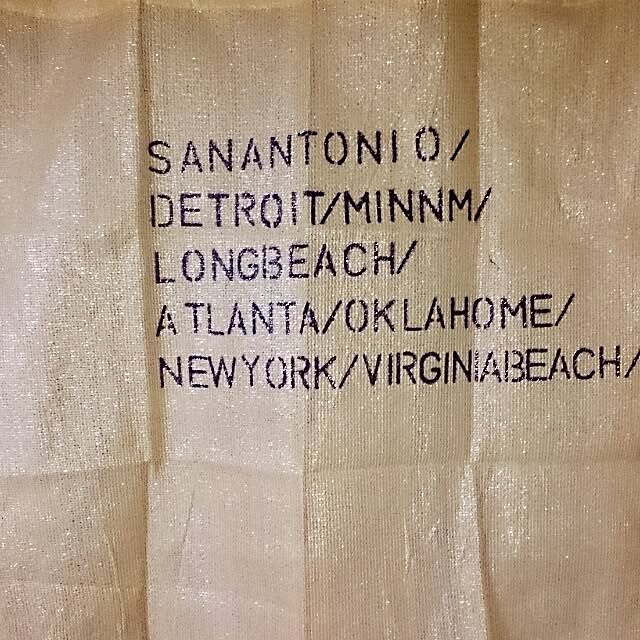 SANANTONIO/
DETROIT/MINNM/
LONGBEACH/
ATLANTA/OKLAHOME/
NEWYORK/VIRGINIABEACH/